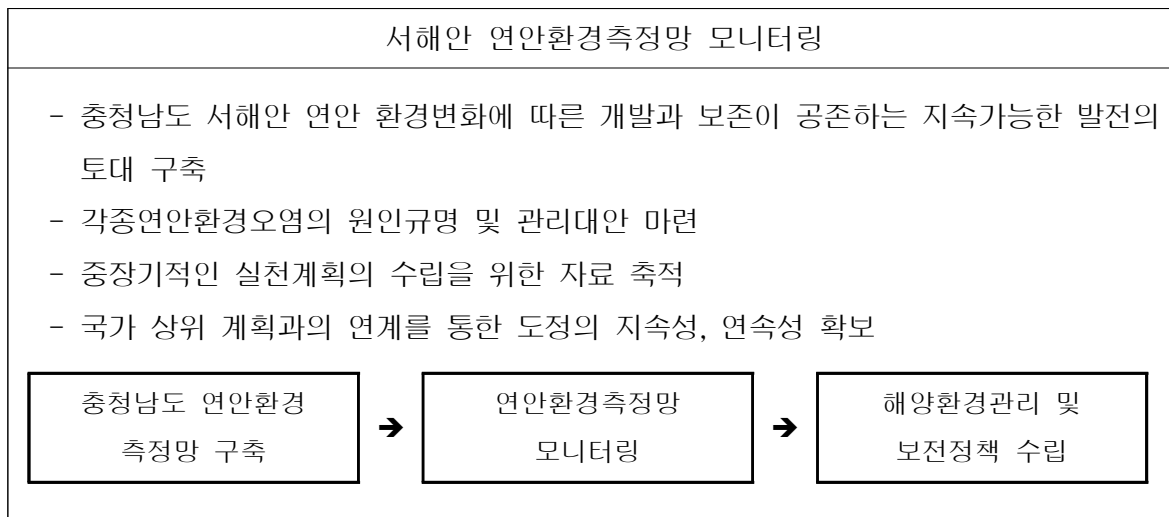 서해안 연안환경측정망 모니터링
- 충청남도 서해안 연안 환경변화에 따른 개발과 보존이 공존하는 지속가능한 발전의
토대 구축
- 각종연안환경오염의 원인규명 및 관리대안 마련
- 중장기적인 실천계획의 수립을 위한 자료 축적
- 국가 상위 계획과의 연계를 통한 도정의 지속성, 연속성 확보
충청남도 연안환경
측정망 구축
➔
연안환경측정망
모니터링
➔
해양환경관리 및
보전정책 수립